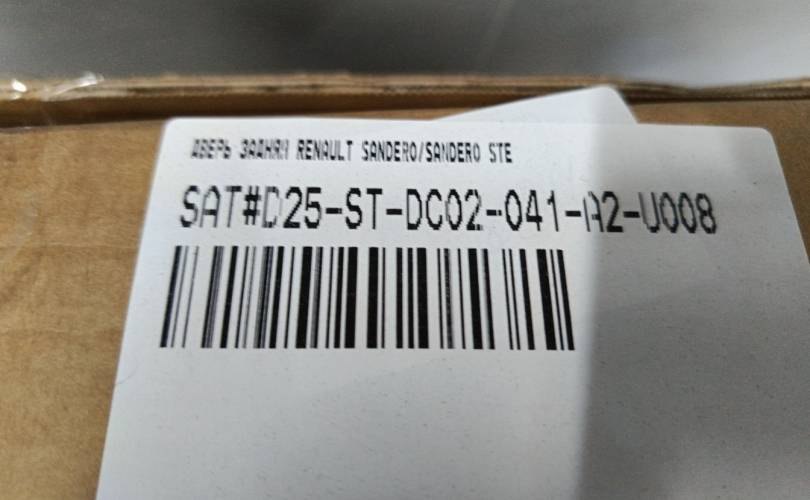 ДВЕРЬ ЗАДНЯЯ RENAULT SANDERO/SANDERO STE
SAT#D25-ST-DC02-041-A2-U008